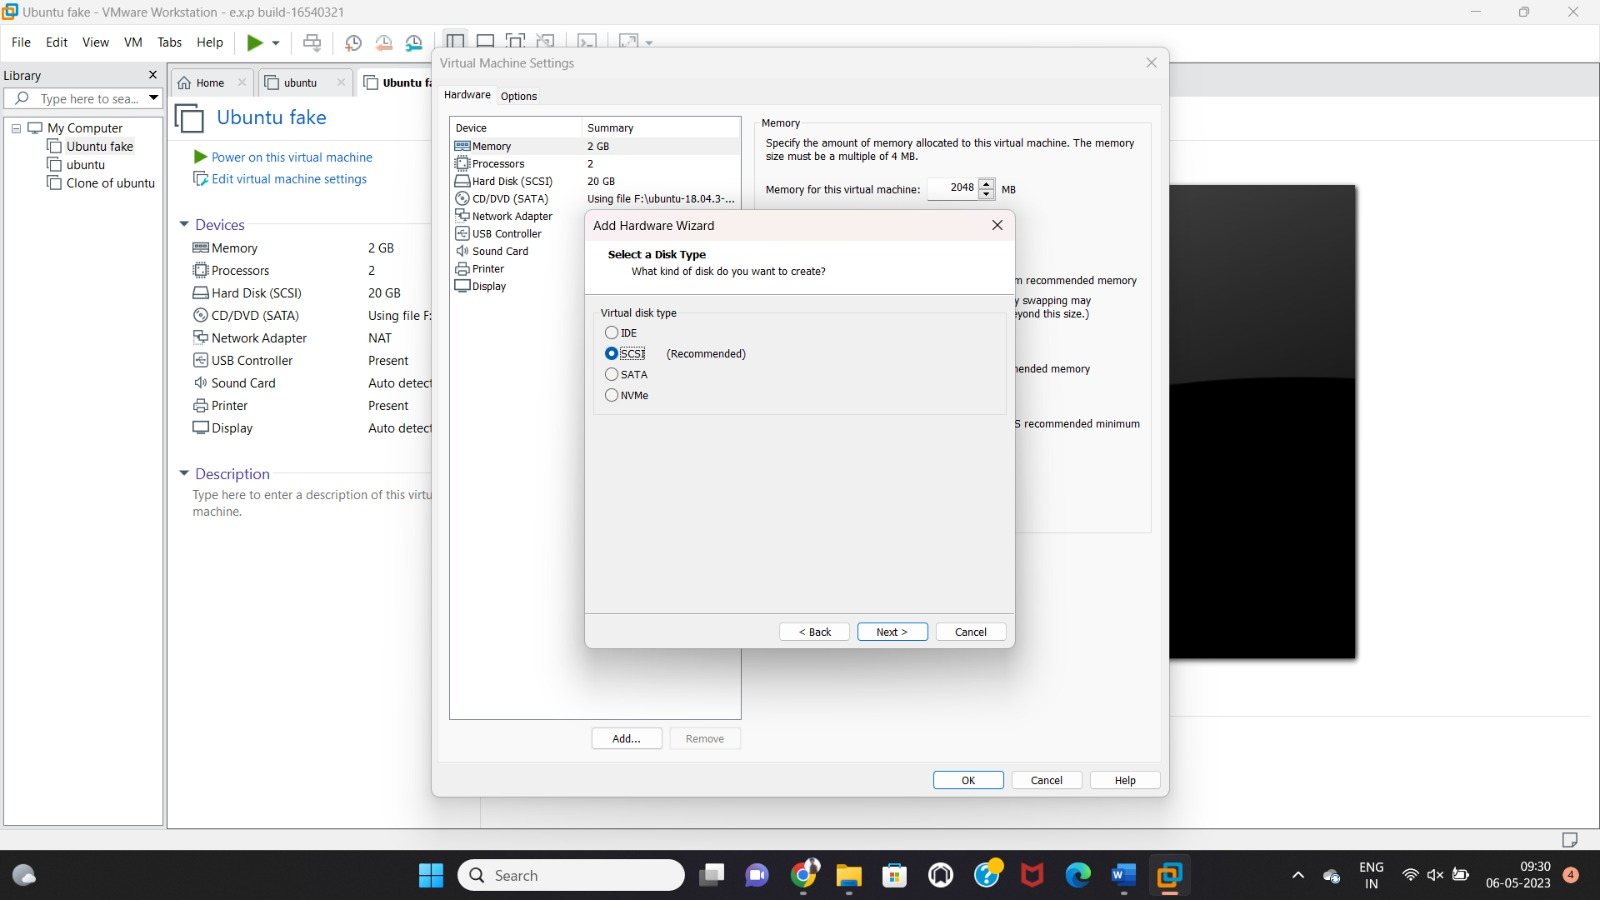 Ubuntu fake - VMware Workstation - e.x.p build-16540321
File Edit View VM Tabs Help
Library
Type here to sea...
My Computer
Ubuntu fake
ubuntu
Clone of ubuntu
Home
ubuntu
Ubuntu fa
Ubuntu fake
Power on this virtual machine
Edit virtual machine settings
Devices
Memory 2 GB
Processors 2
Hard Disk (SCSI) 20 GB
CD/DVD (SATA) Using file F:
Network Adapter NAT
USB Controller Present
Sound Card Auto detect
Printer Present
Display Auto detect
Description
Type here to enter a description of this virtu
machine.
Virtual Machine Settings
Hardware Options
Device Summary
Memory 2 GB
Processors 2
Hard Disk (SCSI) 20 GB
CD/DVD (SATA) Using file F:\ubuntu-18.04.3-...
Network Adapter
USB Controller
Sound Card
Printer
Display
Memory
Specify the amount of memory allocated to this virtual machine. The memory
size must be a multiple of 4 MB.
Memory for this virtual machine: 2048 MB
m recommended memory
y swapping may
eyond this size.)
ended memory
S recommended minimum
Add Hardware Wizard
Select a Disk Type
What kind of disk do you want to create?
Virtual disk type
IDE
SCSI (Recommended)
SATA
NVMe
< Back Next > Cancel
Add... Remove
OK Cancel Help
Search
ENG
IN
09:30
06-05-2023
4